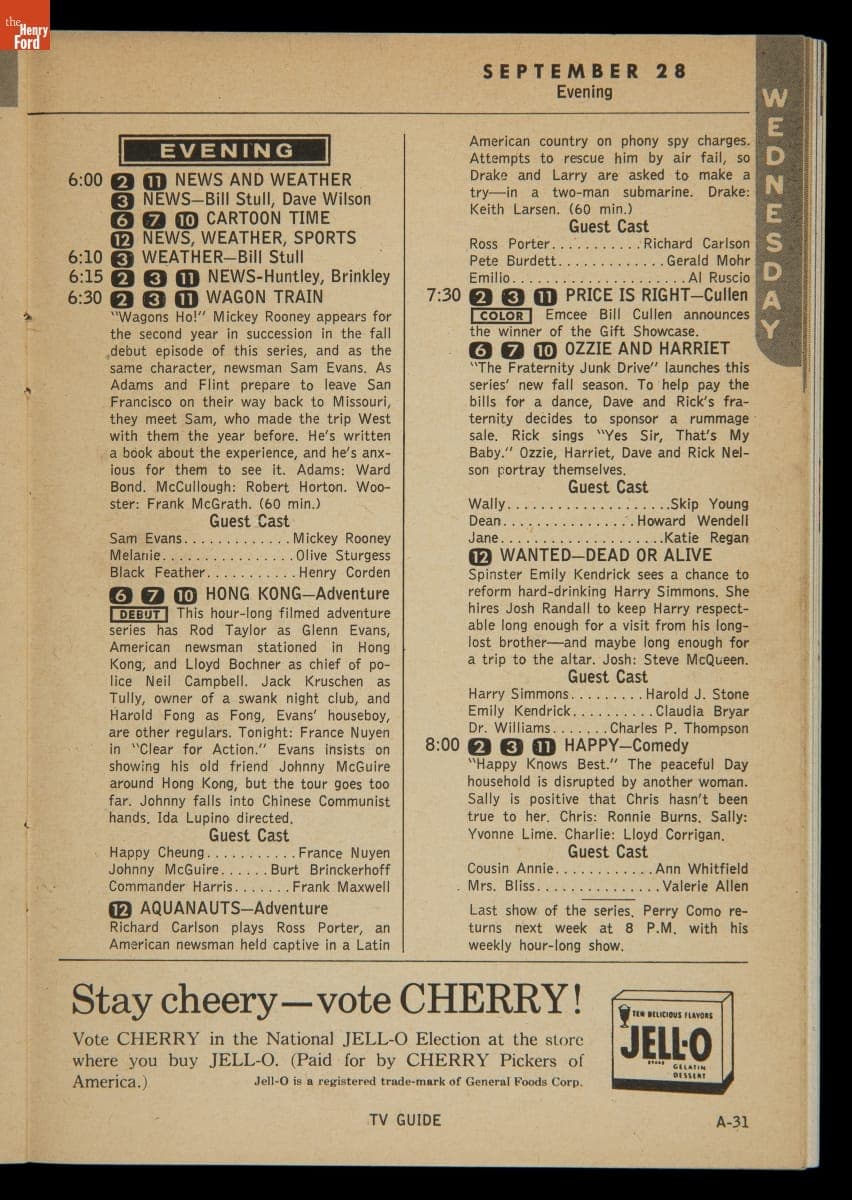 the
Henry
Ford
SEPTEMBER 28
Evening
WEDNESDAY
EVENING
6:00 2 11 NEWS AND WEATHER
3 NEWS—Bill Stull, Dave Wilson
6 7 10 CARTOON TIME
12 NEWS, WEATHER, SPORTS
6:10 3 WEATHER—Bill Stull
6:15 2 3 11 NEWS-Huntley, Brinkley
6:30 2 3 11 WAGON TRAIN
"Wagons Ho!" Mickey Rooney appears for
the second year in succession in the fall
debut episode of this series, and as the
same character, newsman Sam Evans. As
Adams and Flint prepare to leave San
Francisco on their way back to Missouri,
they meet Sam, who made the trip West
with them the year before. He's written
a book about the experience, and he's anx-
ious for them to see it. Adams: Ward
Bond. McCullough: Robert Horton. Woo-
ster: Frank McGrath. (60 min.)
Guest Cast
Sam Evans.............Mickey Rooney
Melanie................Olive Sturgess
Black Feather...........Henry Corden
6 7 10 HONG KONG—Adventure
DEBUT This hour-long filmed adventure
series has Rod Taylor as Glenn Evans,
American newsman stationed in Hong
Kong, and Lloyd Bochner as chief of po-
lice Neil Campbell. Jack Kruschen as
Tully, owner of a swank night club, and
Harold Fong as Fong, Evans' houseboy,
are other regulars. Tonight: France Nuyen
in "Clear for Action." Evans insists on
showing his old friend Johnny McGuire
around Hong Kong, but the tour goes too
far. Johnny falls into Chinese Communist
hands. Ida Lupino directed.
Guest Cast
Happy Cheung...........France Nuyen
Johnny McGuire......Burt Brinckerhoff
Commander Harris.......Frank Maxwell
12 AQUANAUTS—Adventure
Richard Carlson plays Ross Porter, an
American newsman held captive in a Latin
American country on phony spy charges.
Attempts to rescue him by air fail, so
Drake and Larry are asked to make a
try—in a two-man submarine. Drake:
Keith Larsen. (60 min.)
Guest Cast
Ross Porter...........Richard Carlson
Pete Burdett.............Gerald Mohr
Emilio.....................Al Ruscio
7:30 2 3 11 PRICE IS RIGHT—Cullen
COLOR Emcee Bill Cullen announces
the winner of the Gift Showcase.
6 7 10 OZZIE AND HARRIET
"The Fraternity Junk Drive" launches this
series' new fall season. To help pay the
bills for a dance, Dave and Rick's fra-
ternity decides to sponsor a rummage
sale. Rick sings "Yes Sir, That's My
Baby." Ozzie, Harriet, Dave and Rick Nel-
son portray themselves.
Guest Cast
Wally....................Skip Young
Dean................Howard Wendell
Jane....................Katie Regan
12 WANTED—DEAD OR ALIVE
Spinster Emily Kendrick sees a chance to
reform hard-drinking Harry Simmons. She
hires Josh Randall to keep Harry respect-
able long enough for a visit from his long-
lost brother—and maybe long enough for
a trip to the altar. Josh: Steve McQueen.
Guest Cast
Harry Simmons.........Harold J. Stone
Emily Kendrick..........Claudia Bryar
Dr. Williams.......Charles P. Thompson
8:00 2 3 11 HAPPY—Comedy
"Happy Knows Best." The peaceful Day
household is disrupted by another woman.
Sally is positive that Chris hasn't been
true to her. Chris: Ronnie Burns. Sally:
Yvonne Lime. Charlie: Lloyd Corrigan.
Guest Cast
Cousin Annie............Ann Whitfield
Mrs. Bliss...............Valerie Allen
Last show of the series. Perry Como re-
turns next week at 8 P.M. with his
weekly hour-long show.
Stay cheery—vote CHERRY!
Vote CHERRY in the National JELL-O Election at the store
where you buy JELL-O. (Paid for by CHERRY Pickers of
America.)
Jell-O is a registered trade-mark of General Foods Corp.
TEN DELICIOUS FLAVORS
JELL-O
BRAND
GELATIN
DESSERT
TV GUIDE
A-31